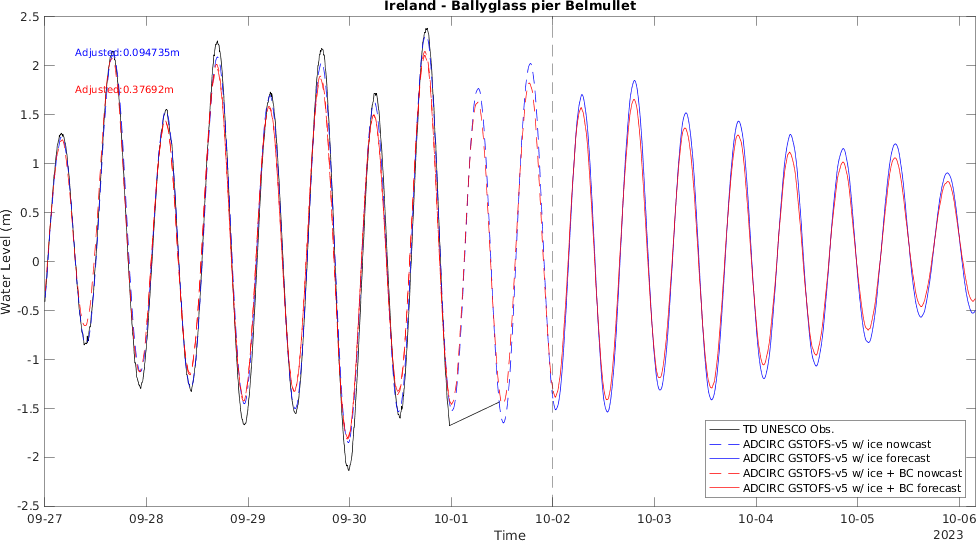 Ireland - Ballyglass pier Belmullet
Adjusted:0.094735m
Adjusted:0.37692m
Water Level (m)
2.5
2
1.5
1
0.5
0
-0.5
-1
-1.5
-2
-2.5
TD UNESCO Obs.
ADCIRC GSTOFS-v5 w/ ice nowcast
ADCIRC GSTOFS-v5 w/ ice forecast
ADCIRC GSTOFS-v5 w/ ice + BC nowcast
ADCIRC GSTOFS-v5 w/ ice + BC forecast
09-27 09-28 09-29 09-30 10-01 10-02 10-03 10-04 10-05 10-06
Time
2023